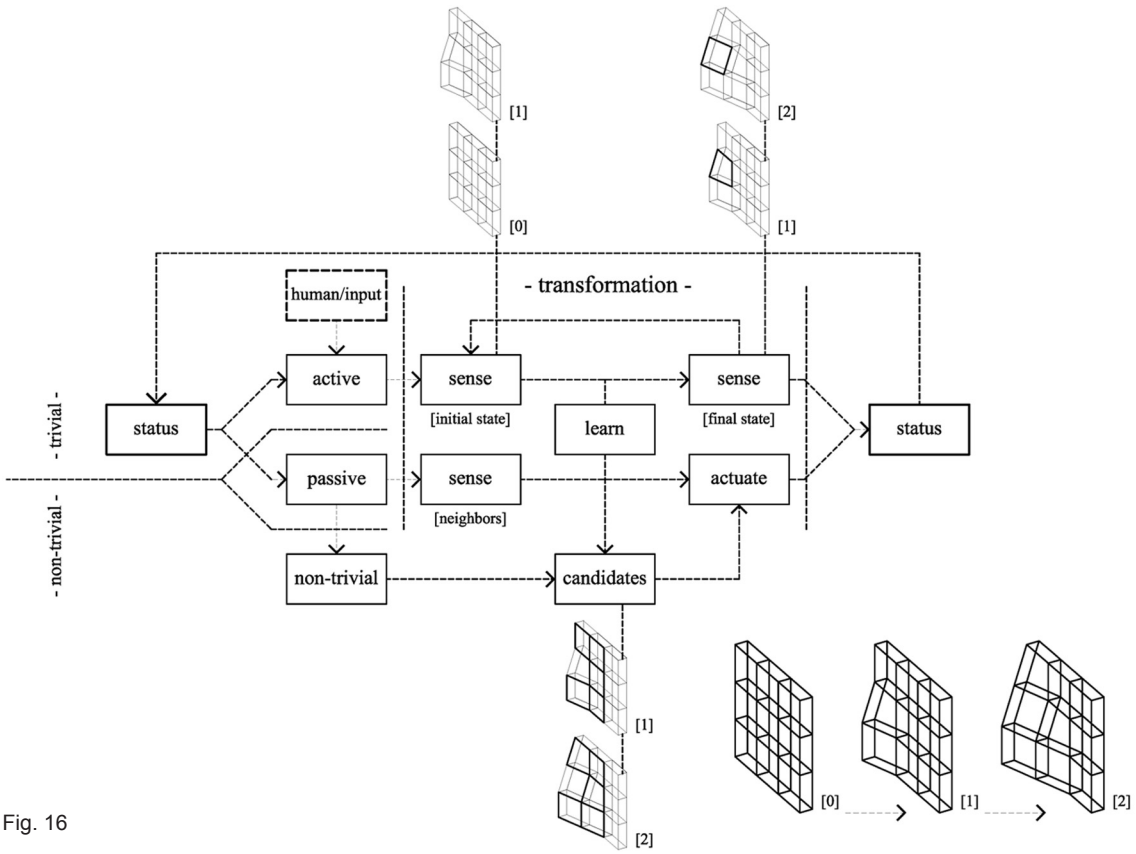 [1]
[2]
[0]
[1]
human/input
- transformation -
active
sense
sense
[initial state]
[final state]
- trivial -
status
learn
status
passive
sense
actuate
[neighbors]
- non-trivial -
non-trivial
candidates
[1]
[2]
[0]
[1]
[2]
Fig. 16